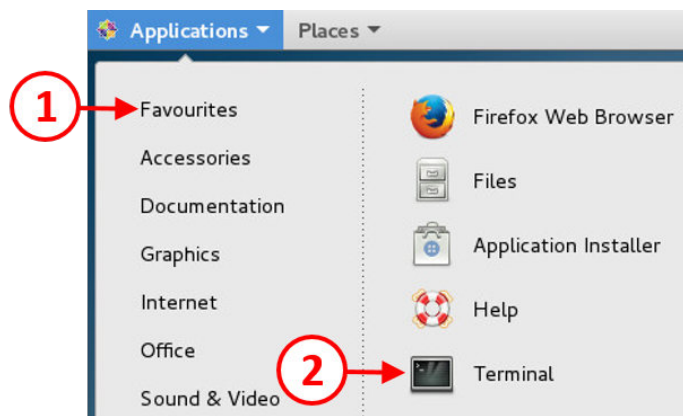 Applications Places
1
Favourites
Accessories
Documentation
Graphics
Internet
Office
Sound & Video
Firefox Web Browser
Files
Application Installer
Help
2
Terminal